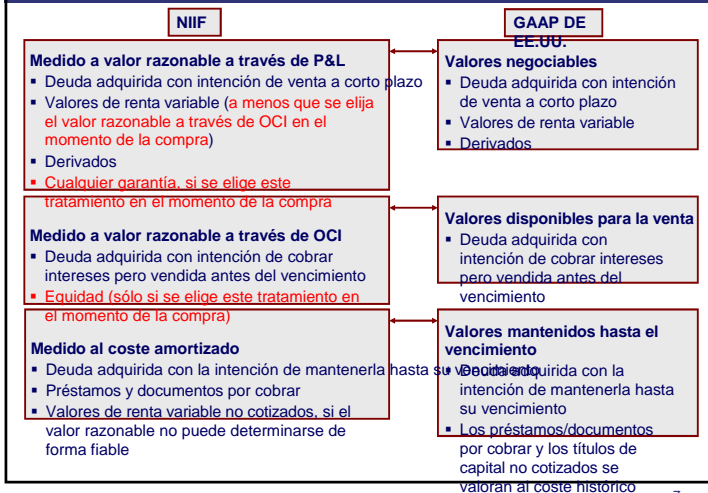 NIIF
GAAP DE
EE.UU.
Medido a valor razonable a través de P&L
▪ Deuda adquirida con intención de venta a corto plazo
▪ Valores de renta variable (a menos que se elija
el valor razonable a través de OCI en el
momento de la compra)
▪ Derivados
▪ Cualquier garantía, si se elige este
tratamiento en el momento de la compra
Valores negociables
▪ Deuda adquirida con intención
de venta a corto plazo
▪ Valores de renta variable
▪ Derivados
Medido a valor razonable a través de OCI
▪ Deuda adquirida con intención de cobrar
intereses pero vendida antes del vencimiento
▪ Equidad (sólo si se elige este tratamiento en
el momento de la compra)
Valores disponibles para la venta
▪ Deuda adquirida con
intención de cobrar intereses
pero vendida antes del
vencimiento
Medido al coste amortizado
▪ Deuda adquirida con la intención de mantenerla hasta su vencimiento
▪ Préstamos y documentos por cobrar
▪ Valores de renta variable no cotizados, si el
valor razonable no puede determinarse de
forma fiable
Valores mantenidos hasta el
vencimiento
▪ Deuda adquirida con la
intención de mantenerla hasta
su vencimiento
▪ Los préstamos/documentos
por cobrar y los títulos de
capital no cotizados se
valoran al coste histórico